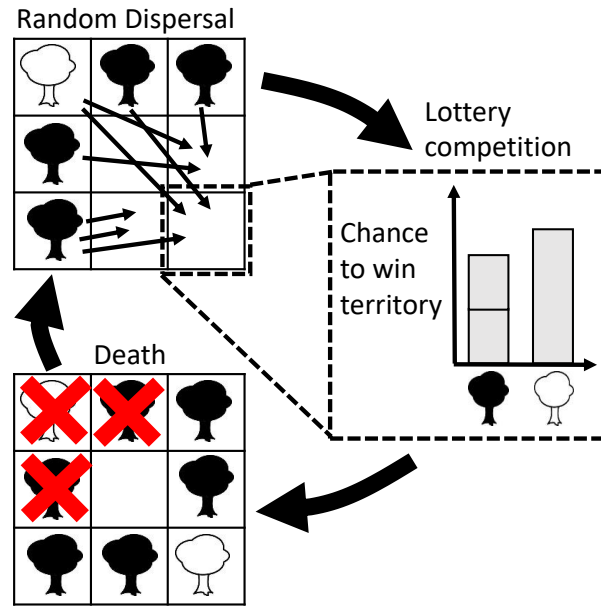 Random Dispersal
Lottery
competition
Chance
to win
territory
Death